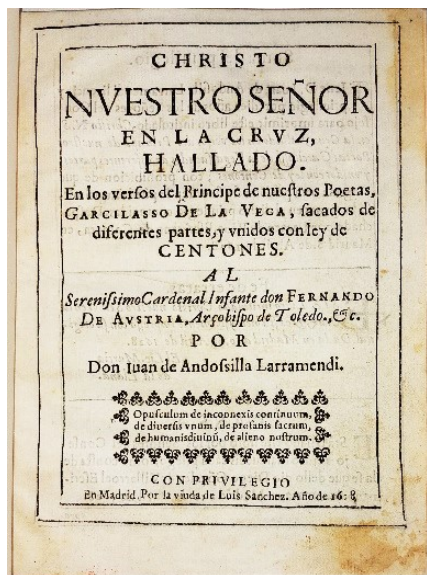 CHRISTO
NVESTRO SEÑOR
EN LA CRVZ,
HALLADO.
En los verſos del Principe de nueſtros Poetas,
GARCILASSO DE LA VEGA, ſacados de
diferentes partes, y vnidos con ley de
CENTONES.
AL
Sereniſsimo Cardenal Infante don FERNANDO
DE AVSTRIA, Arçobiſpo de Toledo., &c.
POR
Don Iuan de Andoſsilla Larramendi.
Opuſculum de inconnexis continuum,
de diverſis vnum, de profanis ſacrum,
de humanis diuinũ, de alieno noſtrum.
CON PRIVILEGIO
En Madrid. Por la viuda de Luis Sanchez. Año de